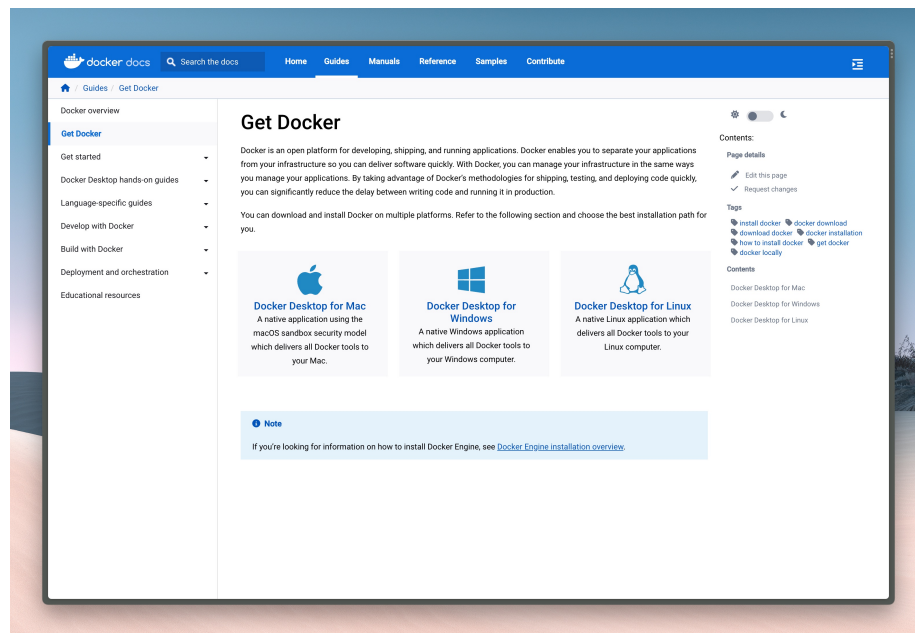 docker docs
Search the docs
Home Guides Manuals Reference Samples Contribute
/ Guides / Get Docker
Docker overview
Get Docker
Get started
Docker Desktop hands-on guides
Language-specific guides
Develop with Docker
Build with Docker
Deployment and orchestration
Educational resources
Get Docker
Docker is an open platform for developing, shipping, and running applications. Docker enables you to separate your applications
from your infrastructure so you can deliver software quickly. With Docker, you can manage your infrastructure in the same ways
you manage your applications. By taking advantage of Docker's methodologies for shipping, testing, and deploying code quickly,
you can significantly reduce the delay between writing code and running it in production.
You can download and install Docker on multiple platforms. Refer to the following section and choose the best installation path for
you.
Docker Desktop for Mac
A native application using the
macOS sandbox security model
which delivers all Docker tools to
your Mac.
Docker Desktop for
Windows
A native Windows application
which delivers all Docker tools to
your Windows computer.
Docker Desktop for Linux
A native Linux application which
delivers all Docker tools to your
Linux computer.
Note
If you're looking for information on how to install Docker Engine, see Docker Engine installation overview.
Contents:
Page details
Edit this page
Request changes
Tags
install docker docker download
download docker docker installation
how to install docker get docker
docker locally
Contents
Docker Desktop for Mac
Docker Desktop for Windows
Docker Desktop for Linux